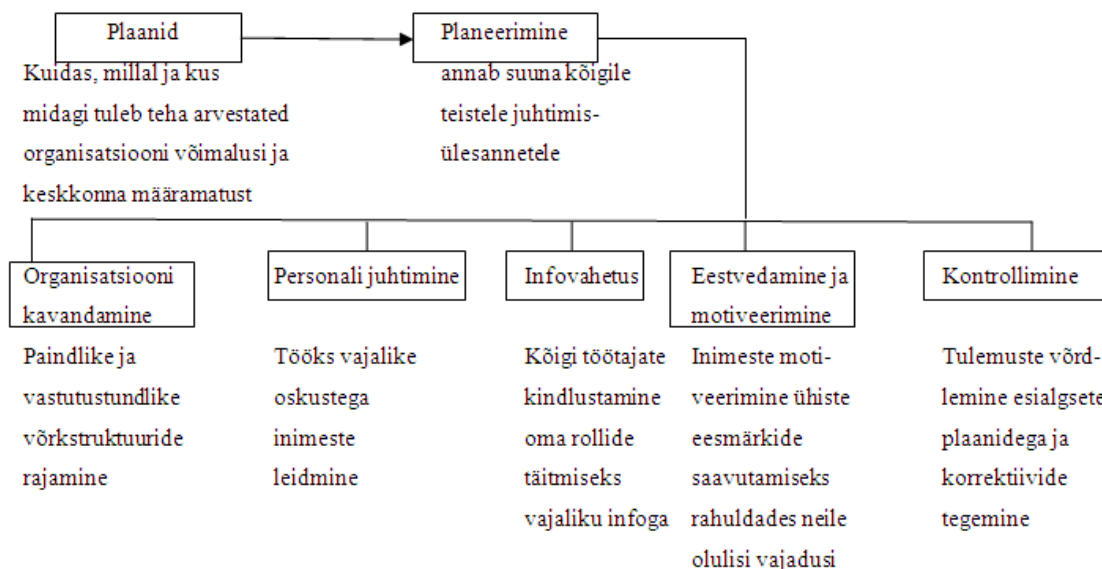 Plaanid
Kuidas, millal ja kus
midagi tuleb teha arvestated
organisatsiooni võimalusi ja
keskkonna määramatust
Planeerimine
annab suuna kõigile
teistele juhtimis-
ülesannetele
Organisatsiooni
kavandamine
Paindlike ja
vastutustundlike
võrkstruktuuride
rajamine
Personali juhtimine
Tööks vajalike
oskustega
inimeste
leidmine
Infovahetus
Kõigi töötajate
kindlustamine
oma rollide
täitmiseks
vajaliku infoga
Eestvedamine ja
motiveerimine
Inimeste moti-
veerimine ühiste
eesmärkide
saavutamiseks
rahuldades neile
olulisi vajadusi
Kontrollimine
Tulemuste võrd-
lemine esialgsete
plaanidega ja
korrektiivide
tegemine